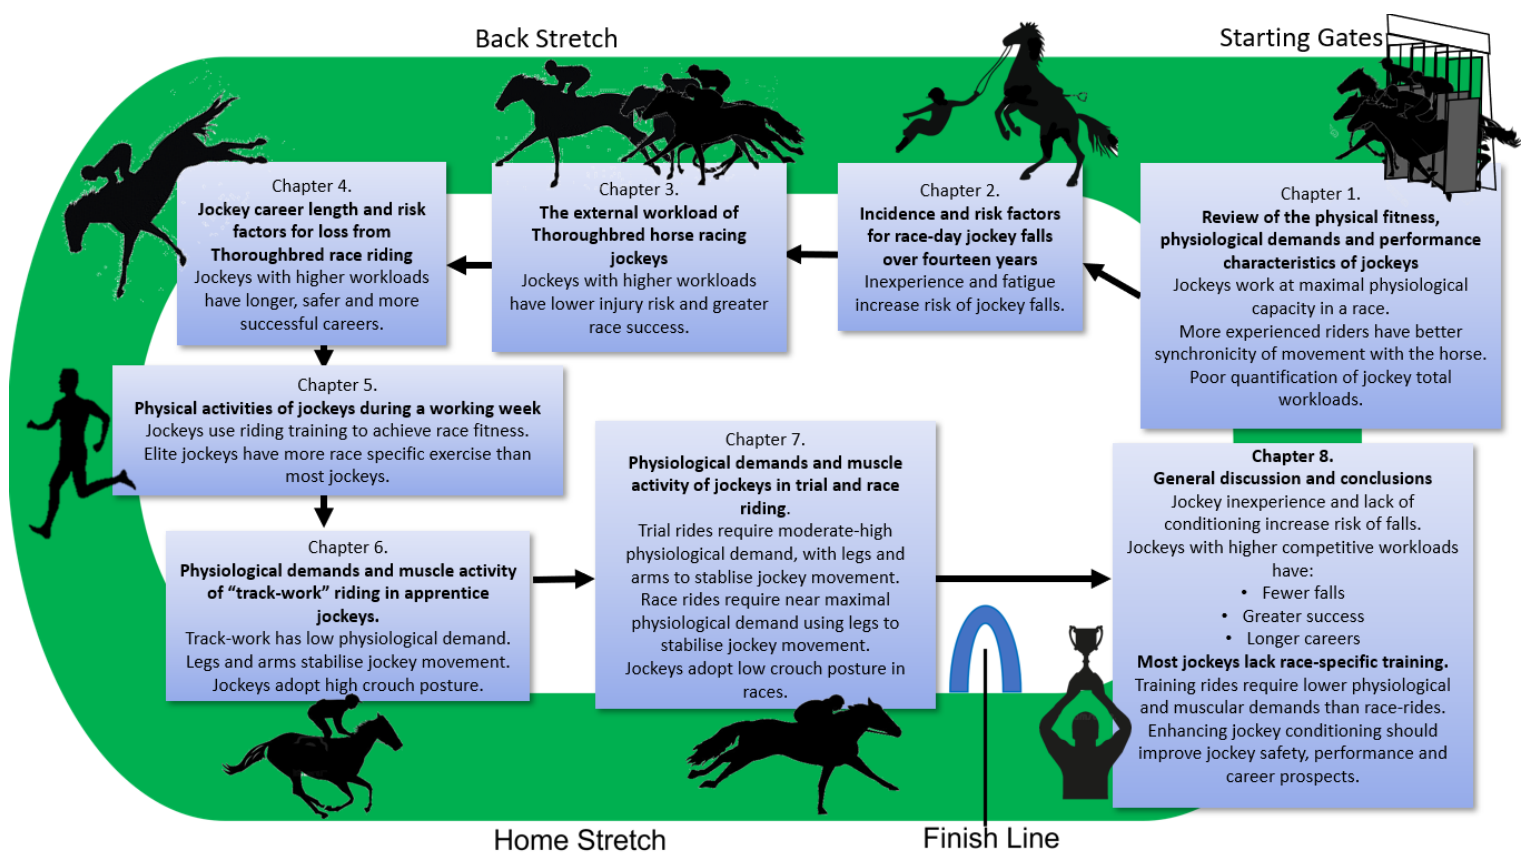 Back Stretch
Starting Gates
Chapter 1.
Review of the physical fitness,
physiological demands and performance
characteristics of jockeys
Jockeys work at maximal physiological
capacity in a race.
More experienced riders have better
synchronicity of movement with the horse.
Poor quantification of jockey total
workloads.
Chapter 2.
Incidence and risk factors
for race-day jockey falls
over fourteen years
Inexperience and fatigue
increase risk of jockey falls.
Chapter 3.
The external workload of
Thoroughbred horse racing
jockeys
Jockeys with higher workloads
have lower injury risk and greater
race success.
Chapter 4.
Jockey career length and risk
factors for loss from
Thoroughbred race riding
Jockeys with higher workloads
have longer, safer and more
successful careers.
Chapter 5.
Physical activities of jockeys during a working week
Jockeys use riding training to achieve race fitness.
Elite jockeys have more race specific exercise than
most jockeys.
Chapter 6.
Physiological demands and muscle activity
of “track-work” riding in apprentice
jockeys.
Track-work has low physiological demand.
Legs and arms stabilise jockey movement.
Jockeys adopt high crouch posture.
Chapter 7.
Physiological demands and muscle
activity of jockeys in trial and race
riding.
Trial rides require moderate-high
physiological demand, with legs and
arms to stablise jockey movement.
Race rides require near maximal
physiological demand using legs to
stabilise jockey movement.
Jockeys adopt low crouch posture in
races.
Chapter 8.
General discussion and conclusions
Jockey inexperience and lack of
conditioning increase risk of falls.
Jockeys with higher competitive workloads
have:
• Fewer falls
• Greater success
• Longer careers
Most jockeys lack race-specific training.
Training rides require lower physiological
and muscular demands than race-rides.
Enhancing jockey conditioning should
improve jockey safety, performance and
career prospects.
Home Stretch
Finish Line